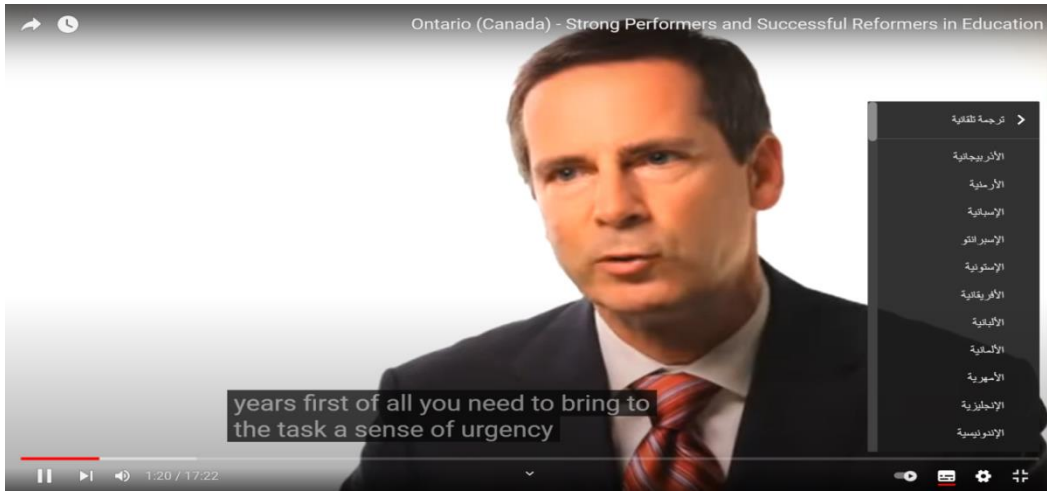 Ontario (Canada) - Strong Performers and Successful Reformers in Education
ترجمة تلقائية
الأذربيجانية
الأرمنية
الإسبانية
الإسبرانتو
الإستونية
الأفريقانية
الألبانية
الألمانية
الأمهرية
الإنجليزية
الإندونيسية
years first of all you need to bring to
the task a sense of urgency
1:20 / 17:22